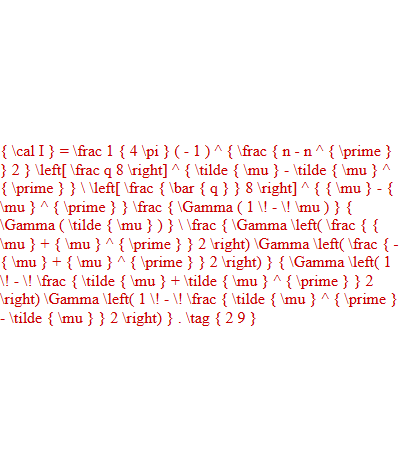 { \cal I } = \frac 1 { 4 \pi } ( - 1 ) ^ { \frac { n - n ^ { \prime }
} 2 } \left[ \frac q 8 \right] ^ { \tilde { \mu } - \tilde { \mu } ^
{ \prime } } \ \left[ \frac { \bar { q } } 8 \right] ^ { { \mu } - {
\mu } ^ { \prime } } \frac { \Gamma ( 1 \! - \! \mu ) } {
\Gamma ( \tilde { \mu } ) } \ \frac { \Gamma \left( \frac { {
\mu } + { \mu } ^ { \prime } } 2 \right) \Gamma \left( \frac { -
{ \mu } + { \mu } ^ { \prime } } 2 \right) } { \Gamma \left( 1
\! - \! \frac { \tilde { \mu } + \tilde { \mu } ^ { \prime } } 2
\right) \Gamma \left( 1 \! - \! \frac { \tilde { \mu } ^ { \prime }
- \tilde { \mu } } 2 \right) } . \tag { 2 9 }